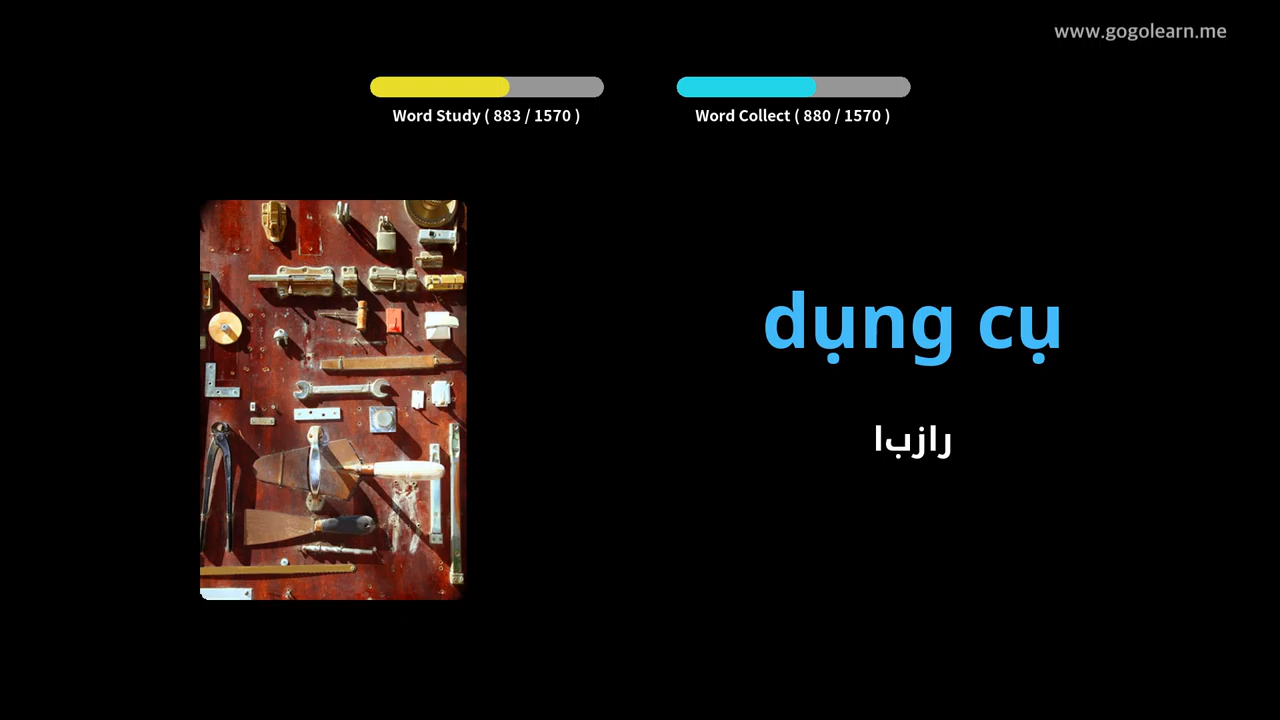 www.gogolearn.me
Word Study ( 883 / 1570 )
Word Collect ( 880 / 1570 )
dụng cụ
رازبا